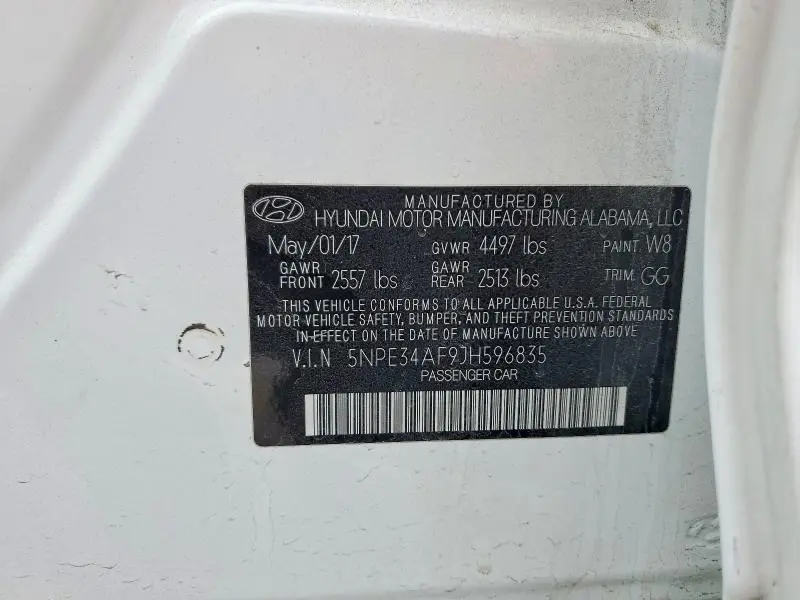 MANUFACTURED BY
HYUNDAI MOTOR MANUFACTURING ALABAMA, LLC
May/01/17 GVWR 4497 lbs PAINT: W8
GAWR FRONT 2557 lbs GAWR REAR 2513 lbs TRIM: GG
THIS VEHICLE CONFORMS TO ALL APPLICABLE U.S.A. FEDERAL
MOTOR VEHICLE SAFETY, BUMPER, AND THEFT PREVENTION STANDARDS
IN EFFECT ON THE DATE OF MANUFACTURE SHOWN ABOVE
V.I.N 5NPE34AF9JH596835
PASSENGER CAR